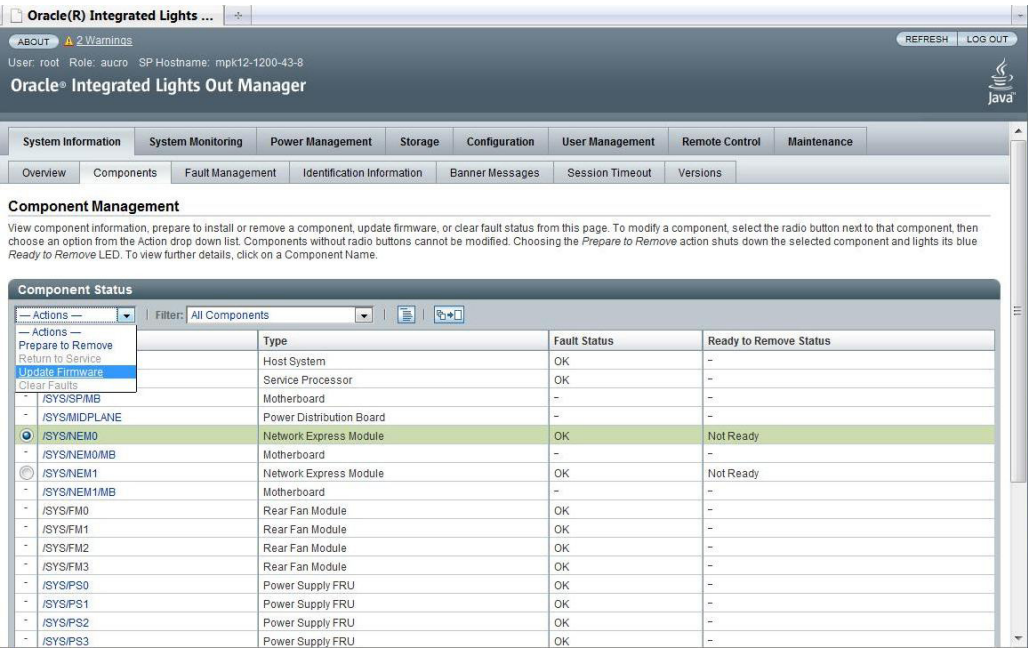 Oracle(R) Integrated Lights ...
ABOUT 2 Warnings REFRESH LOG OUT
User: root Role: aucro SP Hostname: mpk12-1200-43-8
Oracle® Integrated Lights Out Manager
Java™
System Information System Monitoring Power Management Storage Configuration User Management Remote Control Maintenance
Overview Components Fault Management Identification Information Banner Messages Session Timeout Versions
Component Management
View component information, prepare to install or remove a component, update firmware, or clear fault status from this page. To modify a component, select the radio button next to that component, then
choose an option from the Action drop down list. Components without radio buttons cannot be modified. Choosing the Prepare to Remove action shuts down the selected component and lights its blue
Ready to Remove LED. To view further details, click on a Component Name.
Component Status
— Actions — Filter: All Components
— Actions —
Prepare to Remove
Return to Service
Update Firmware
Clear Faults
Type Fault Status Ready to Remove Status
Host System OK -
Service Processor OK -
- /SYS/SP/MB Motherboard - -
- /SYS/MIDPLANE Power Distribution Board - -
/SYS/NEM0 Network Express Module OK Not Ready
- /SYS/NEM0/MB Motherboard - -
/SYS/NEM1 Network Express Module OK Not Ready
- /SYS/NEM1/MB Motherboard - -
- /SYS/FM0 Rear Fan Module OK -
- /SYS/FM1 Rear Fan Module OK -
- /SYS/FM2 Rear Fan Module OK -
- /SYS/FM3 Rear Fan Module OK -
- /SYS/PS0 Power Supply FRU OK -
- /SYS/PS1 Power Supply FRU OK -
- /SYS/PS2 Power Supply FRU OK -
- /SYS/PS3 Power Supply FRU OK -